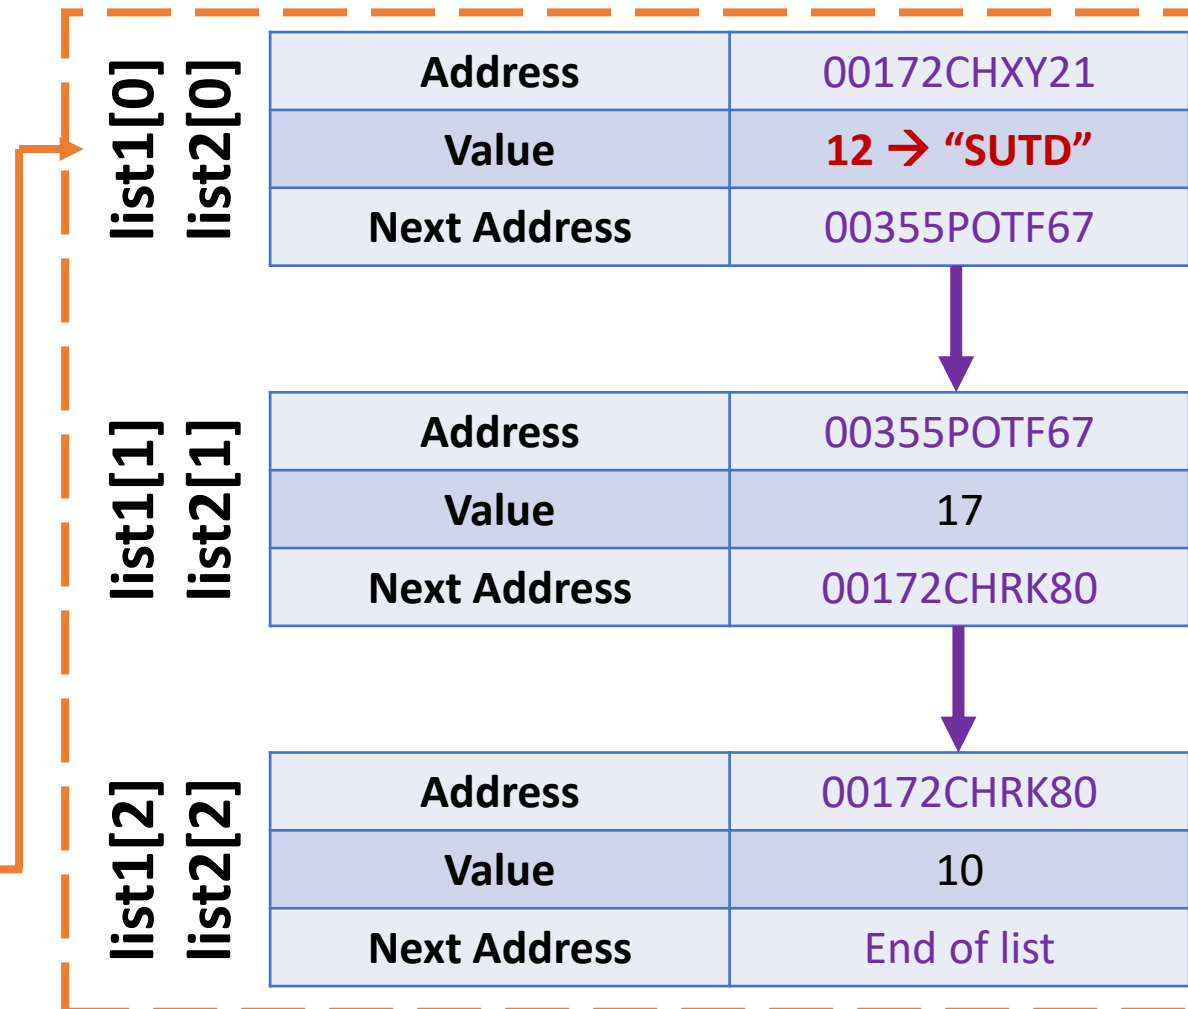 list1[0]
list2[0]
Address 00172CHXY21
Value 12 → “SUTD”
Next Address 00355POTF67
list1[1]
list2[1]
Address 00355POTF67
Value 17
Next Address 00172CHRK80
list1[2]
list2[2]
Address 00172CHRK80
Value 10
Next Address End of list